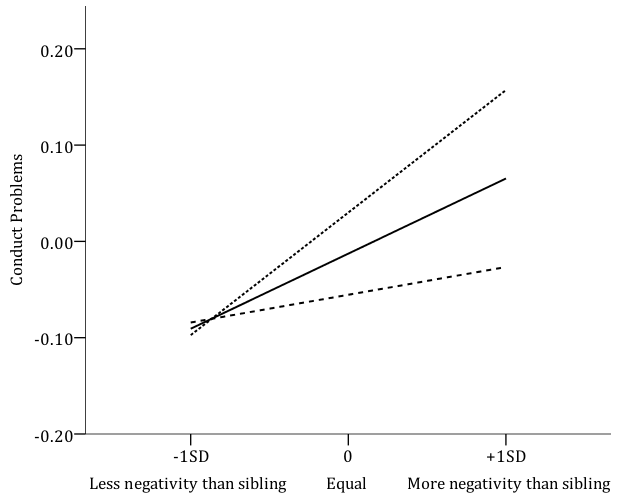 0.20
0.10
0.00
-0.10
-0.20
Conduct Problems
-1SD 0 +1SD
Less negativity than sibling Equal More negativity than sibling